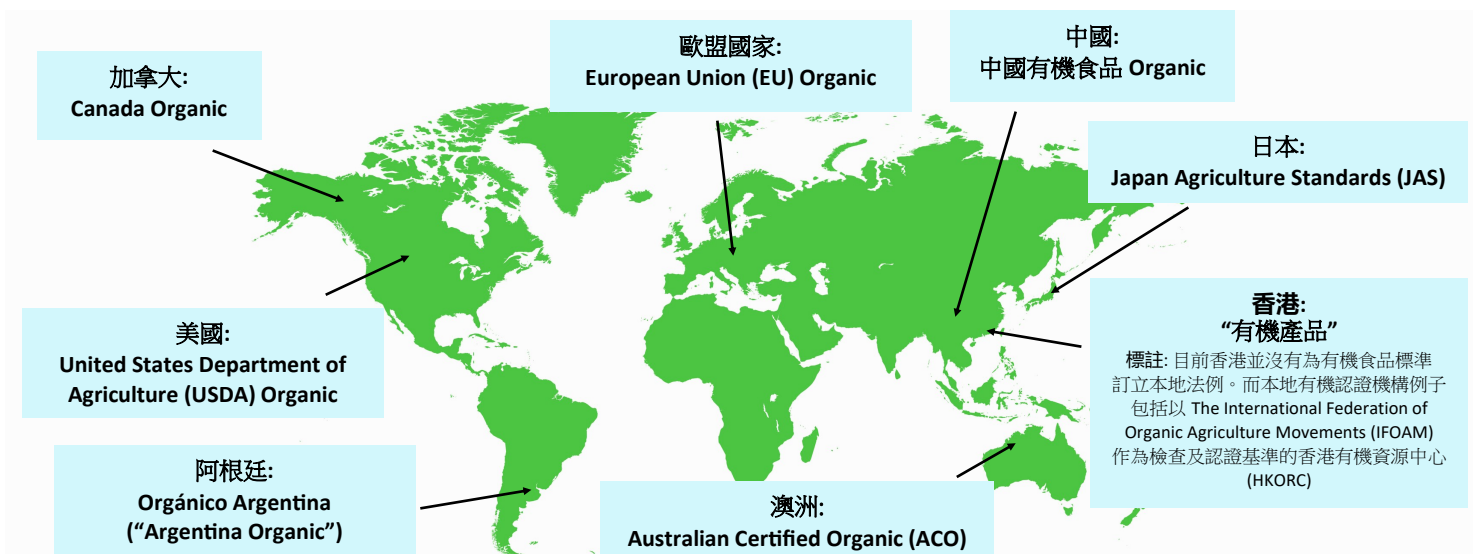 加拿大:
Canada Organic
歐盟國家:
European Union (EU) Organic
中國:
中國有機食品 Organic
日本:
Japan Agriculture Standards (JAS)
美國:
United States Department of
Agriculture (USDA) Organic
香港:
“有機產品”
標註: 目前香港並沒有為有機食品標準
訂立本地法例。而本地有機認證機構例子
包括以 The International Federation of
Organic Agriculture Movements (IFOAM)
作為檢查及認證基準的香港有機資源中心
(HKORC)
阿根廷:
Orgánico Argentina
(“Argentina Organic”)
澳洲:
Australian Certified Organic (ACO)